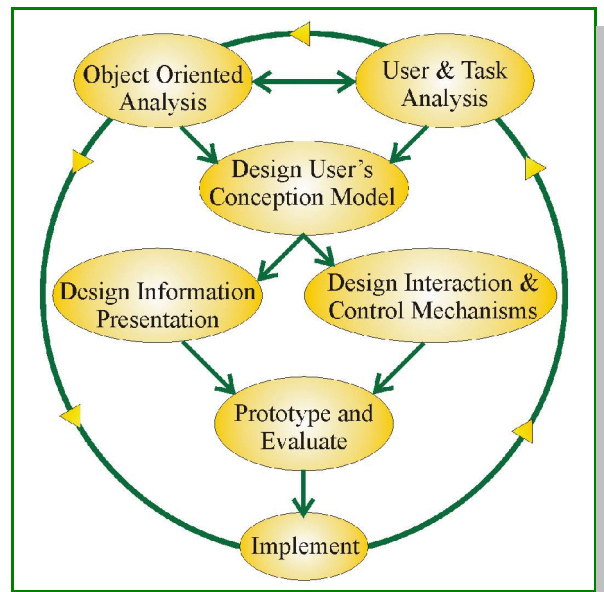 Object Oriented
Analysis
User & Task
Analysis
Design User's
Conception Model
Design Information
Presentation
Design Interaction &
Control Mechanisms
Prototype and
Evaluate
Implement